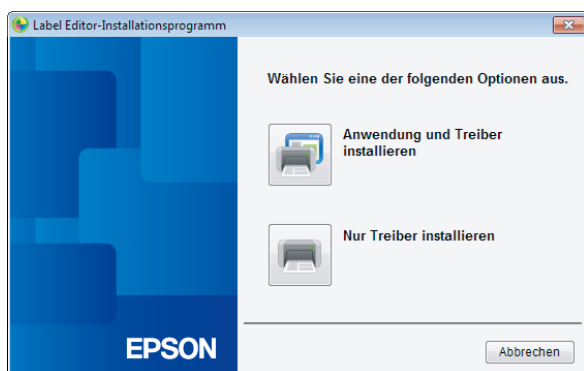 Label Editor-Installationsprogramm
Wählen Sie eine der folgenden Optionen aus.
Anwendung und Treiber
installieren
Nur Treiber installieren
EPSON
Abbrechen